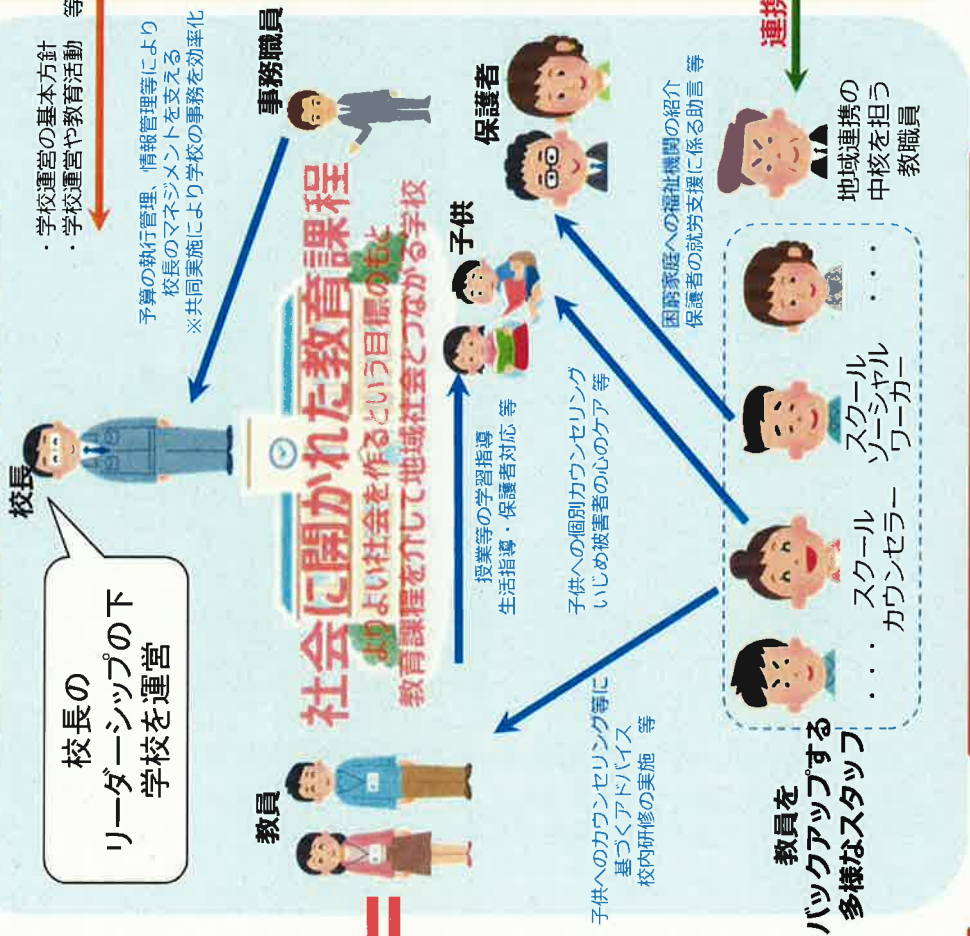 校長の
リーダーシップの下
学校を運営
校長
・学校運営の基本方針
・学校運営や教育活動 等
予算の執行管理、情報管理等により
校長のマネジメントを支える
※共同実施により学校の事務を効率化
事務職員
教員
社会に開かれた教育課程
よりよい社会を作るという目標のもと
教育課程を介して地域社会とつながる学校
子供
保護者
授業等の学習指導
生活指導・保護者対応 等
子供へのカウンセリング等に
基づくアドバイス
校内研修の実施 等
子供への個別カウンセリング
いじめ被害者の心のケア 等
困窮家庭への福祉機関の紹介
保護者の就労支援に係る助言 等
連携
教員を
バックアップする
多様なスタッフ
・・・
スクール
カウンセラー
スクール
ソーシャル
ワーカー
・・・
地域連携の
中核を担う
教職員